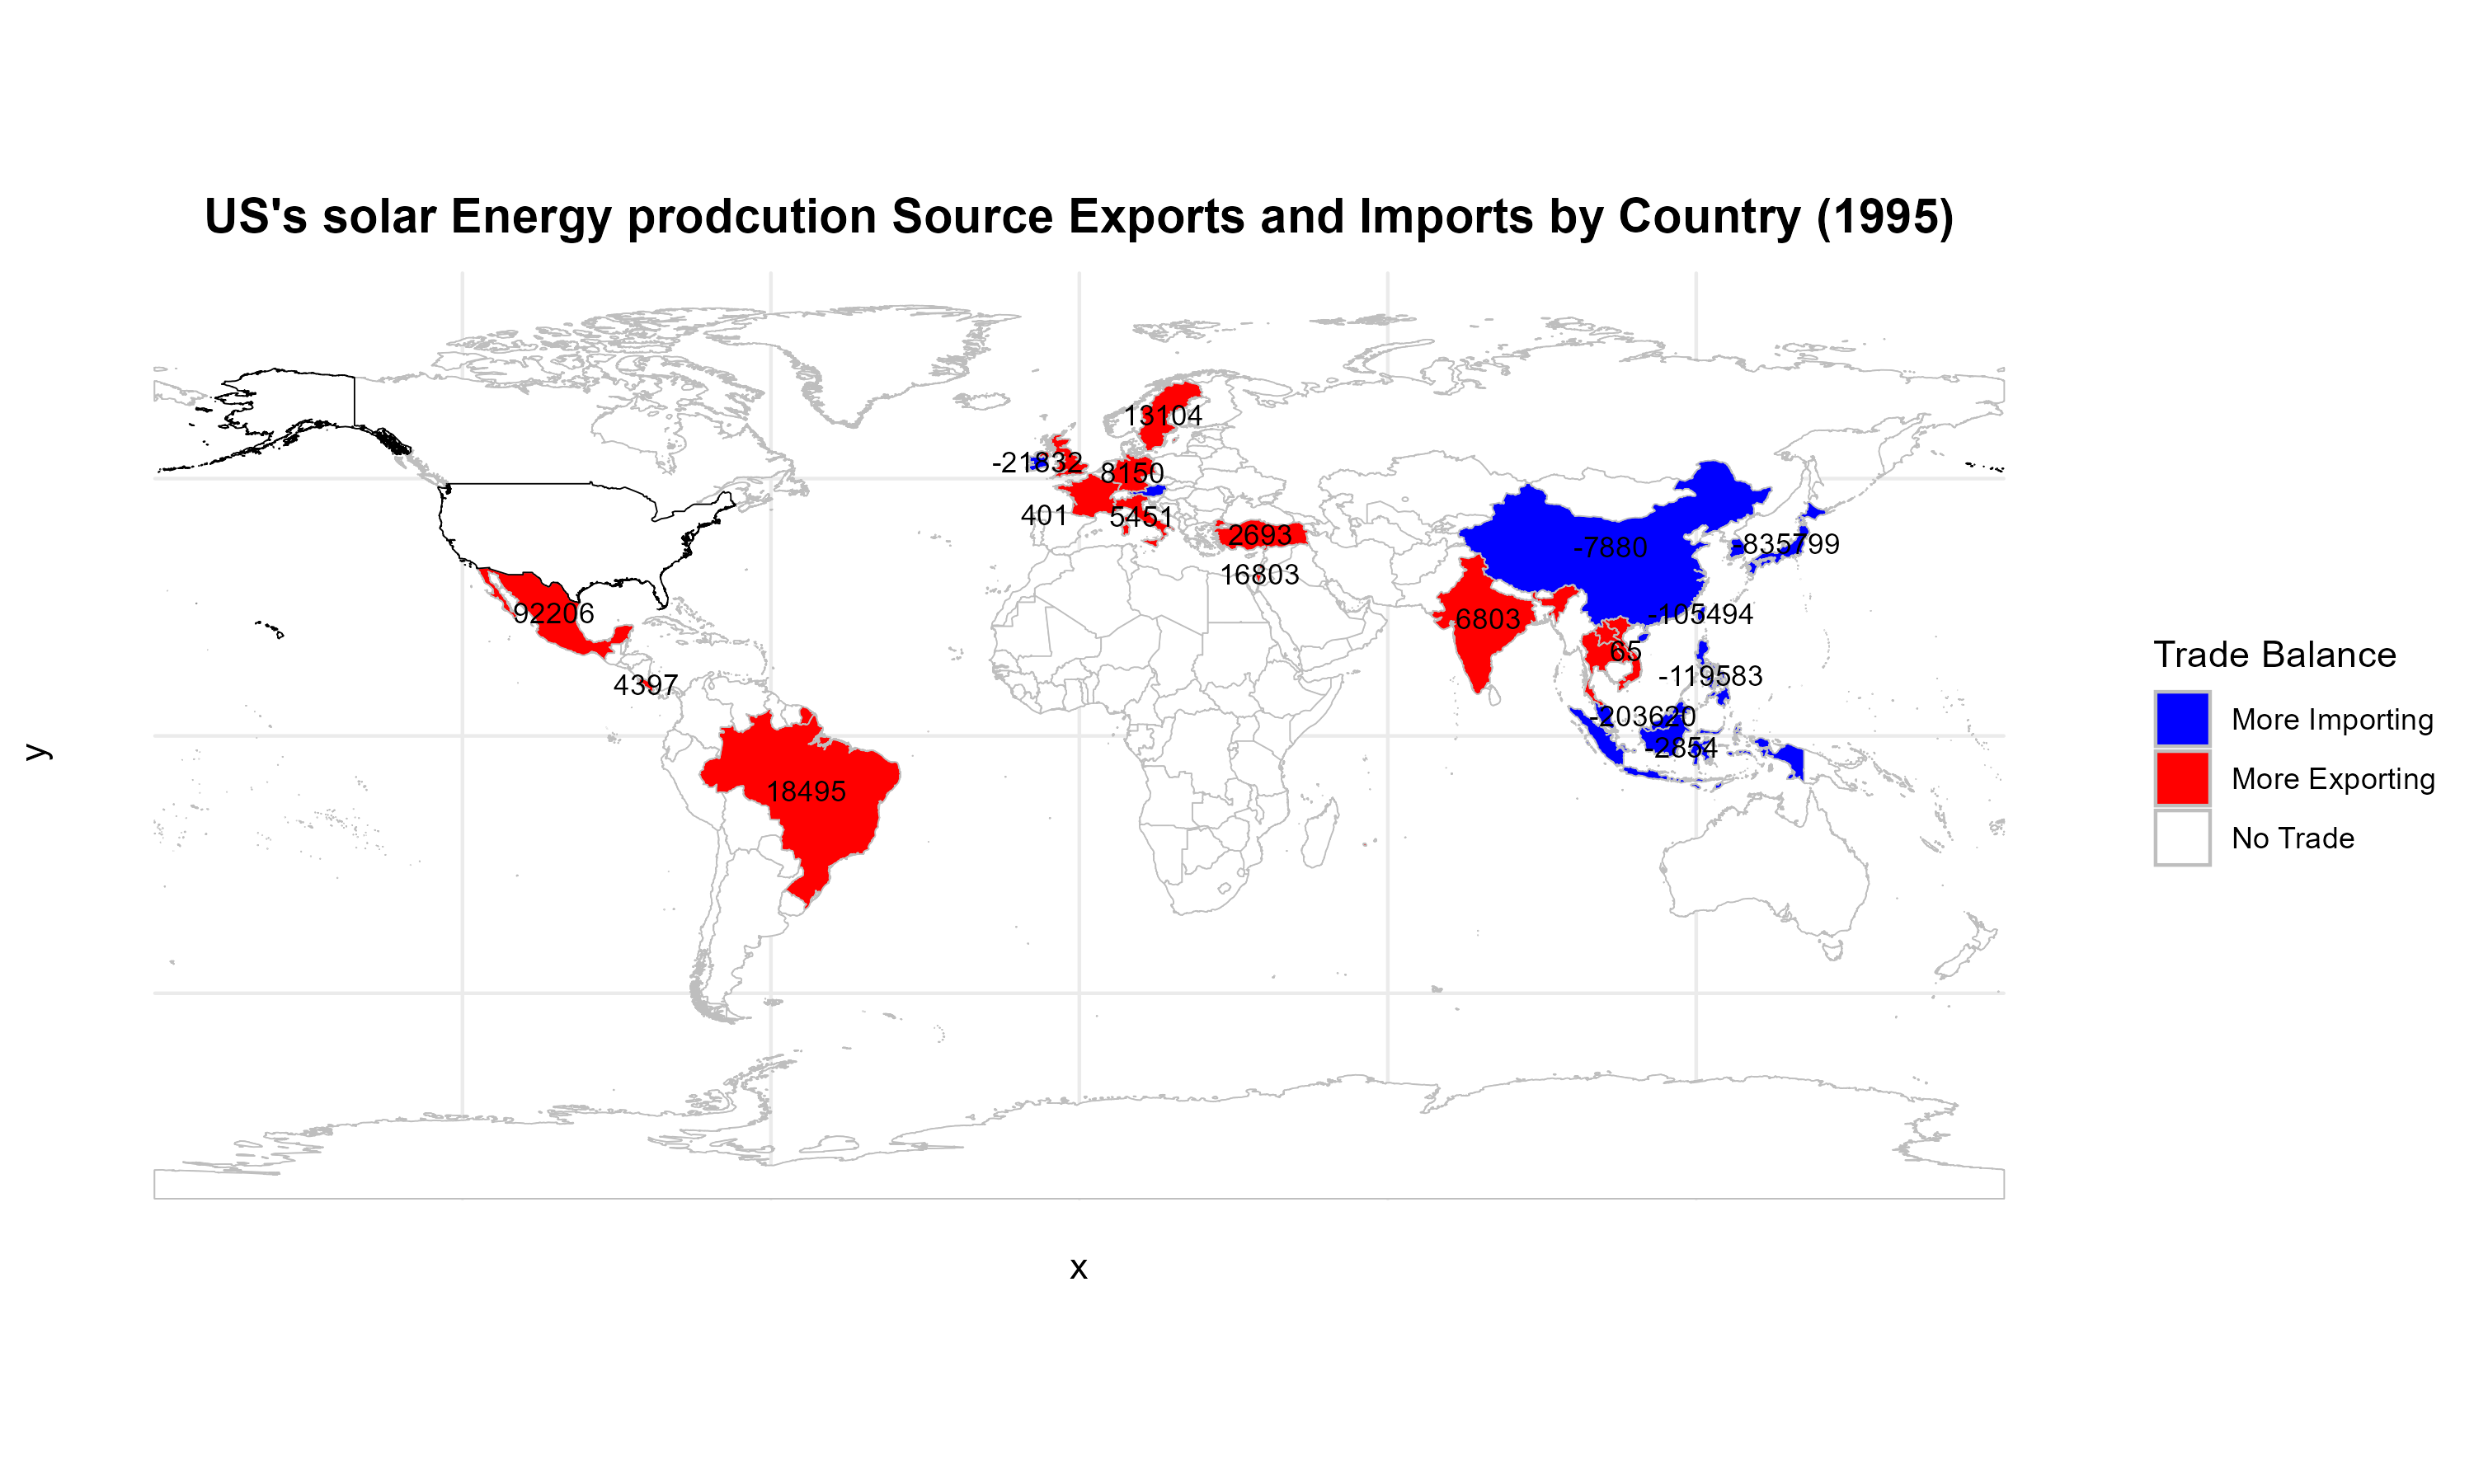 US's solar Energy prodcution Source Exports and Imports by Country (1995)
13104
-21832
8150
401
5451
2693
-7880
835799
16803
92206
6803
-105494
65
-119583
4397
-203620
-2854
18495
y
x
Trade Balance
More Importing
More Exporting
No Trade